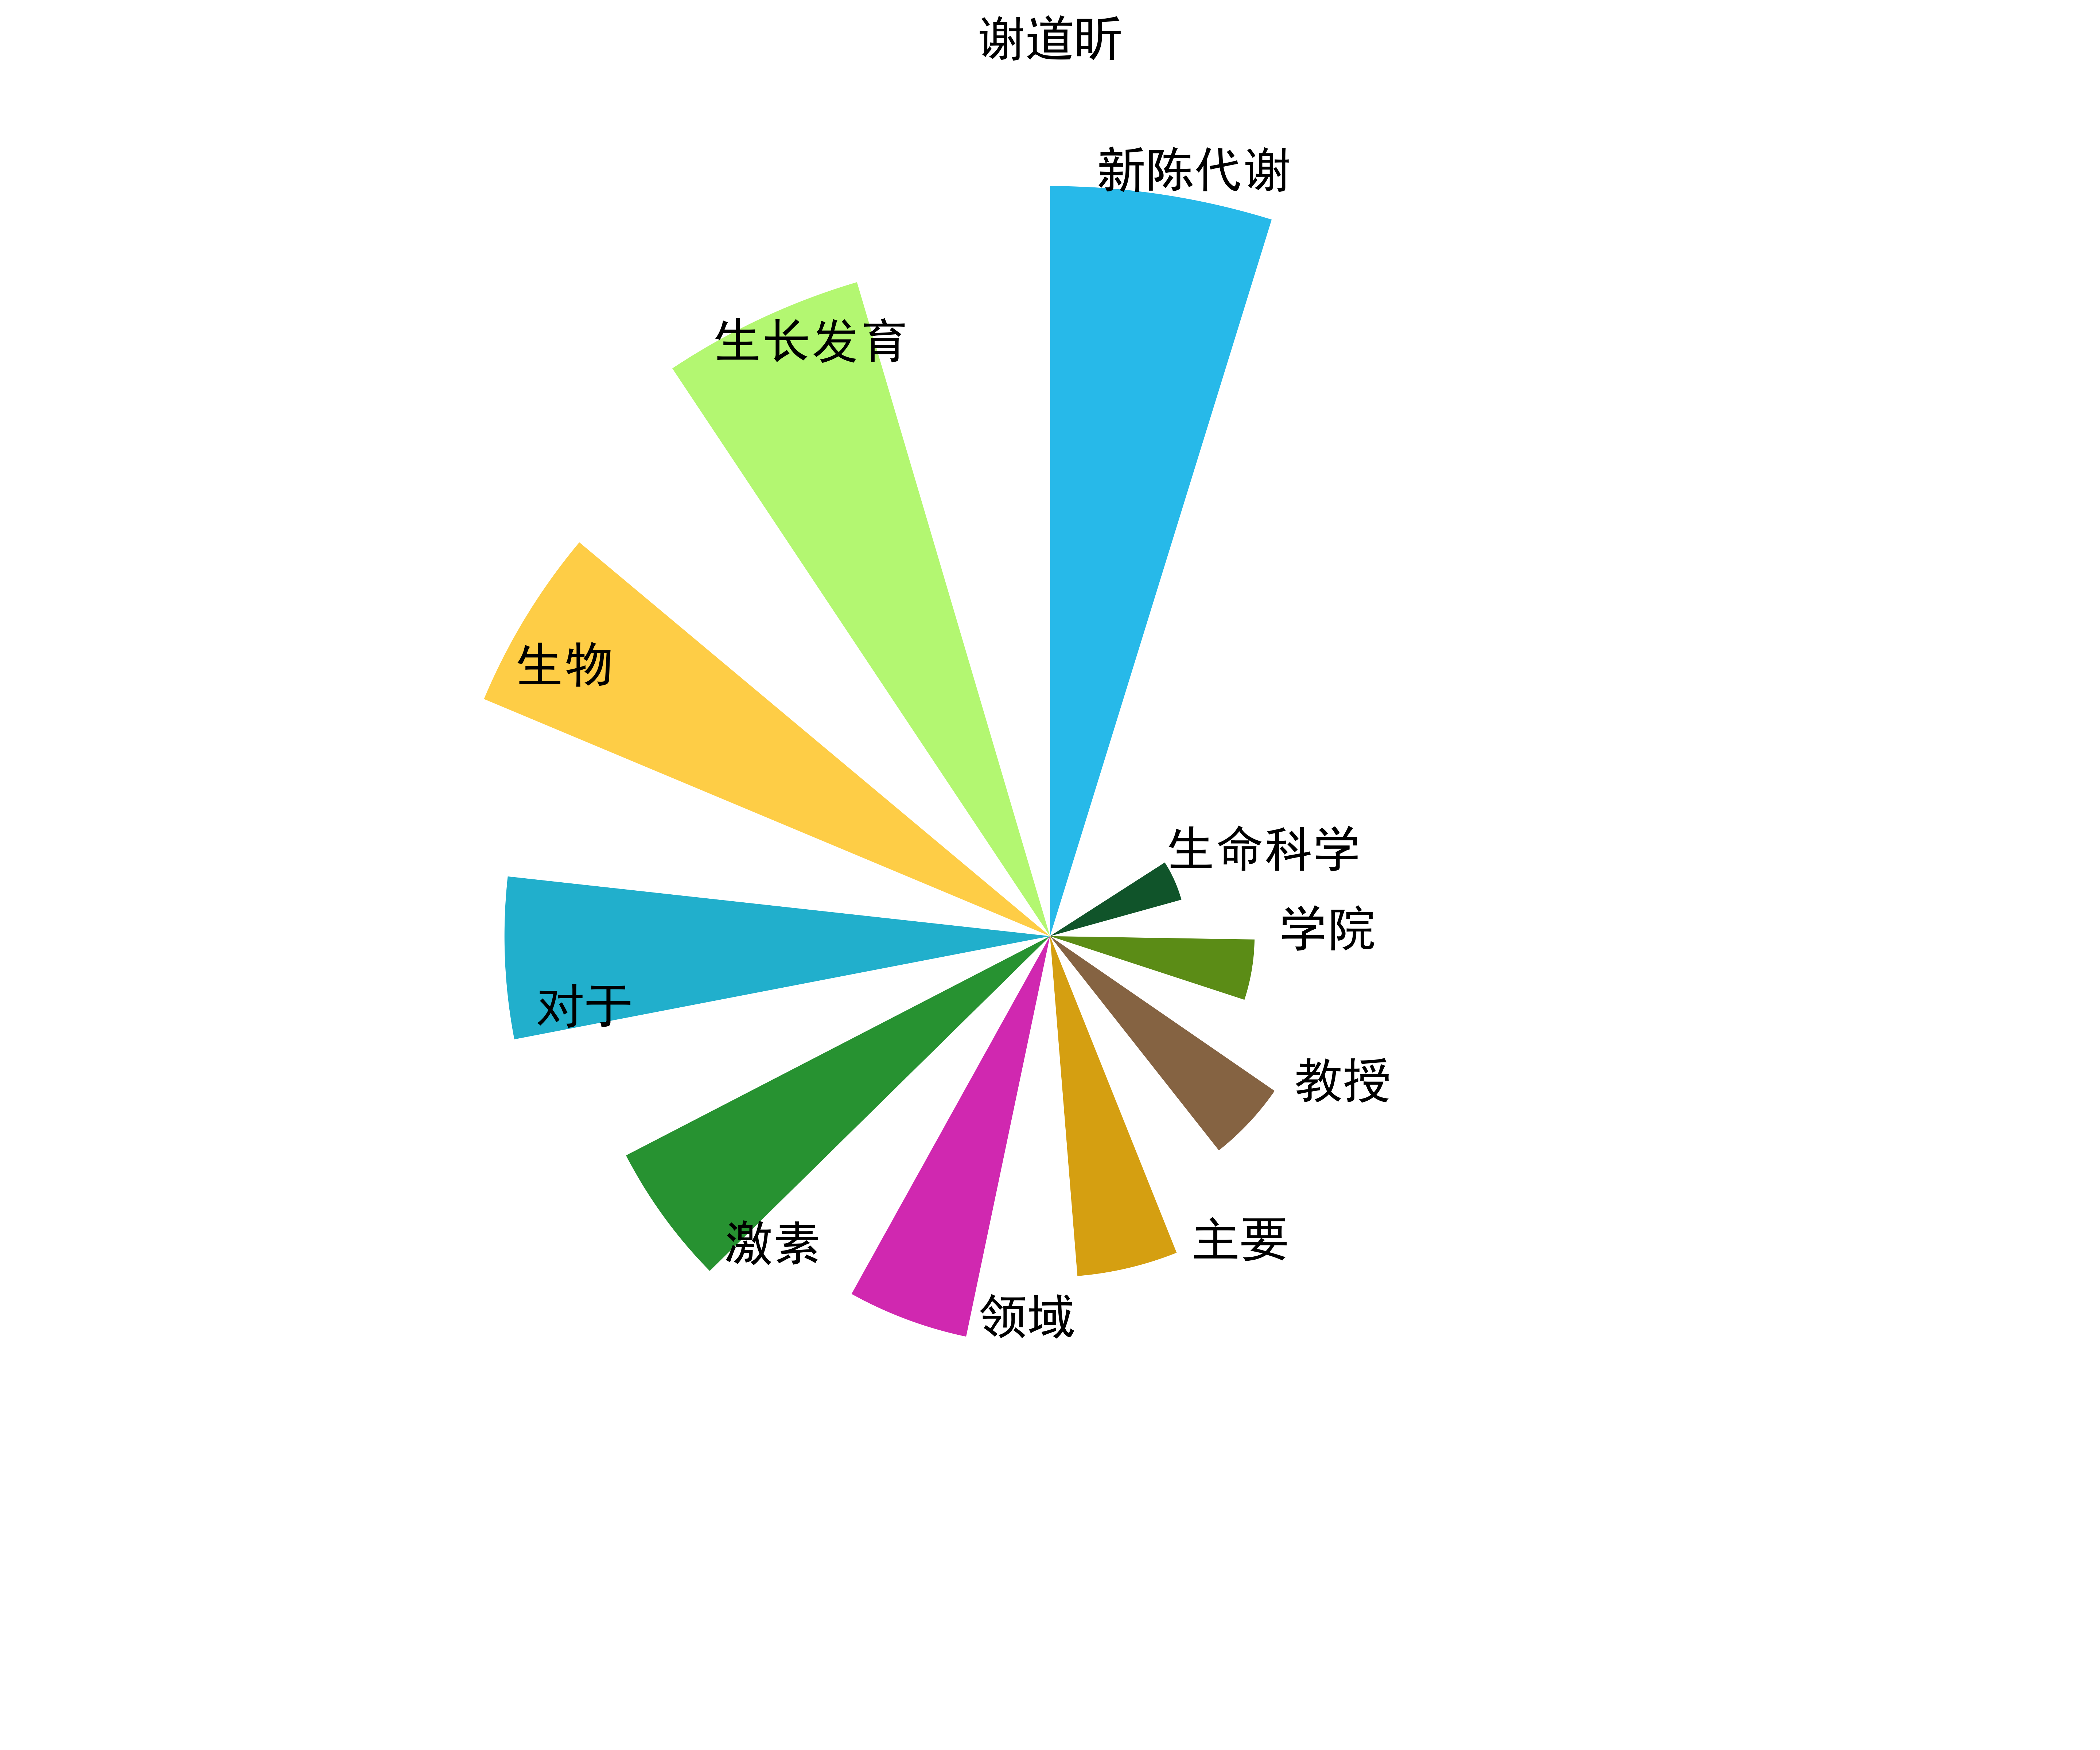 谢道昕
新陈代谢
生长发育
生物
生命科学
学院
对于
教授
激素
主要
领域